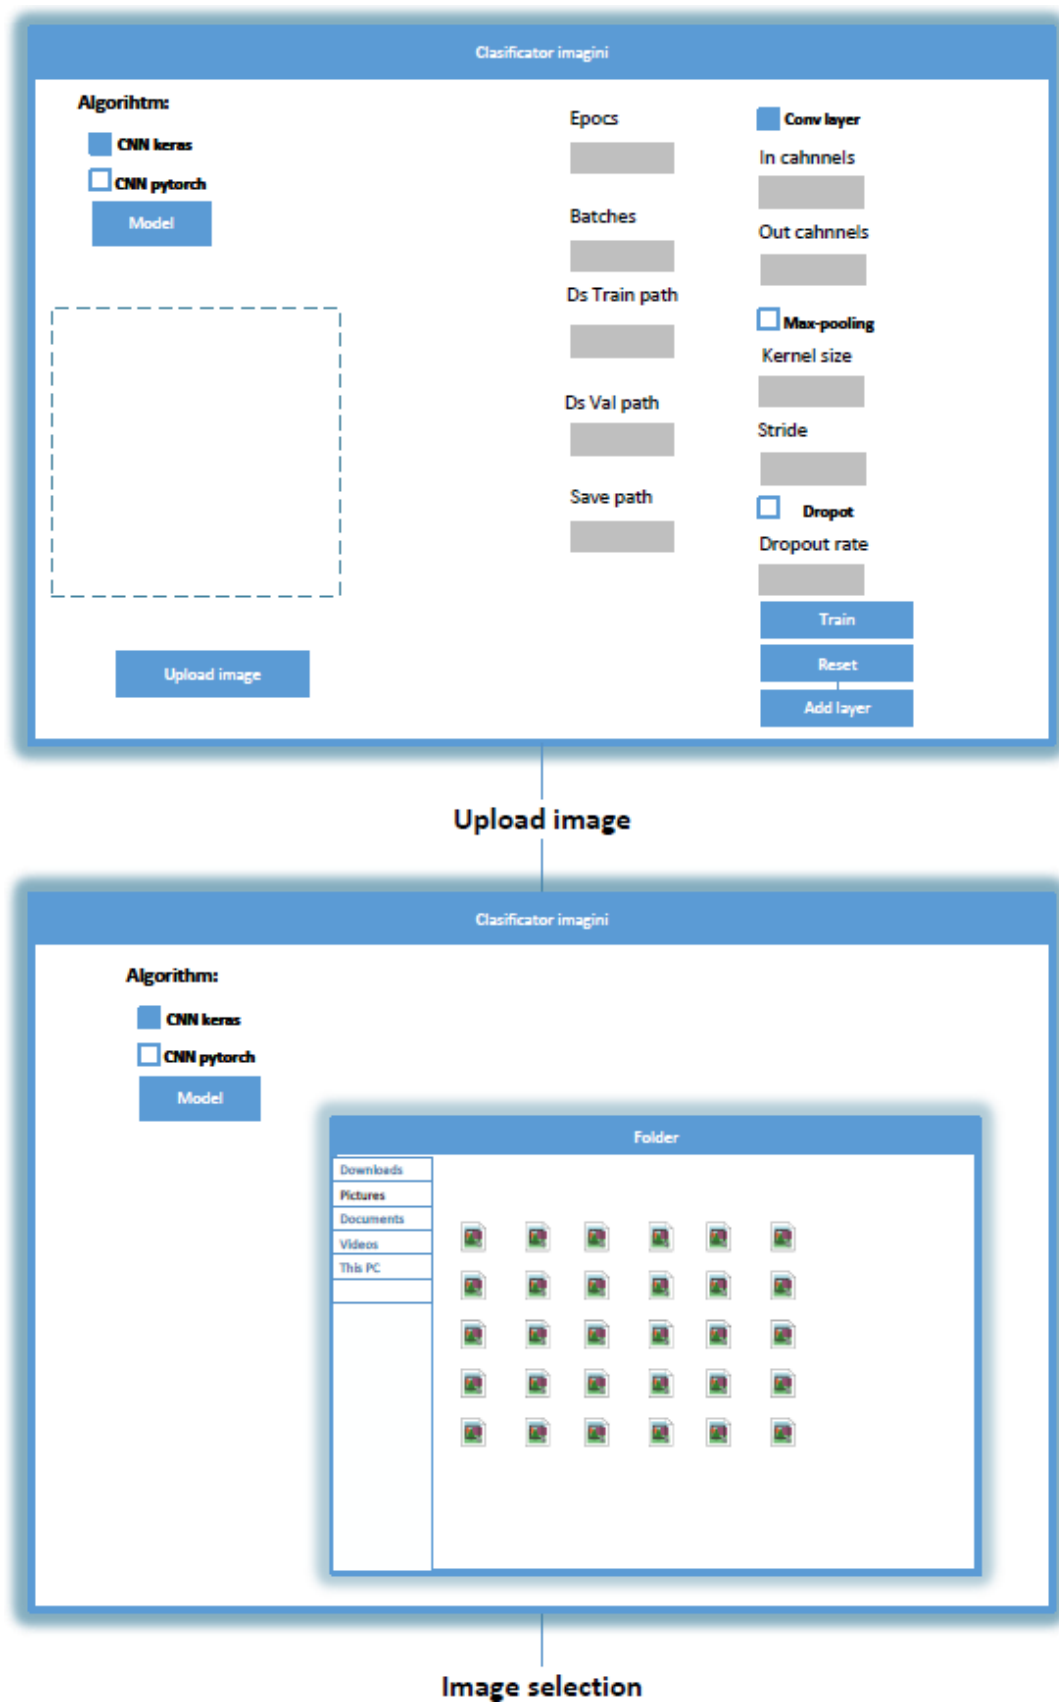 Clasificator imagini
Algorihtm:
CNN keras
CNN pytorch
Model
Upload image
Epocs
Batches
Ds Train path
Ds Val path
Save path
Conv layer
In cahnnels
Out cahnnels
Max-pooling
Kernel size
Stride
Dropot
Dropout rate
Train
Reset
Add layer
Upload image
Clasificator imagini
Algorithm:
CNN keras
CNN pytorch
Model
Folder
Downloads
Pictures
Documents
Videos
This PC
Image selection